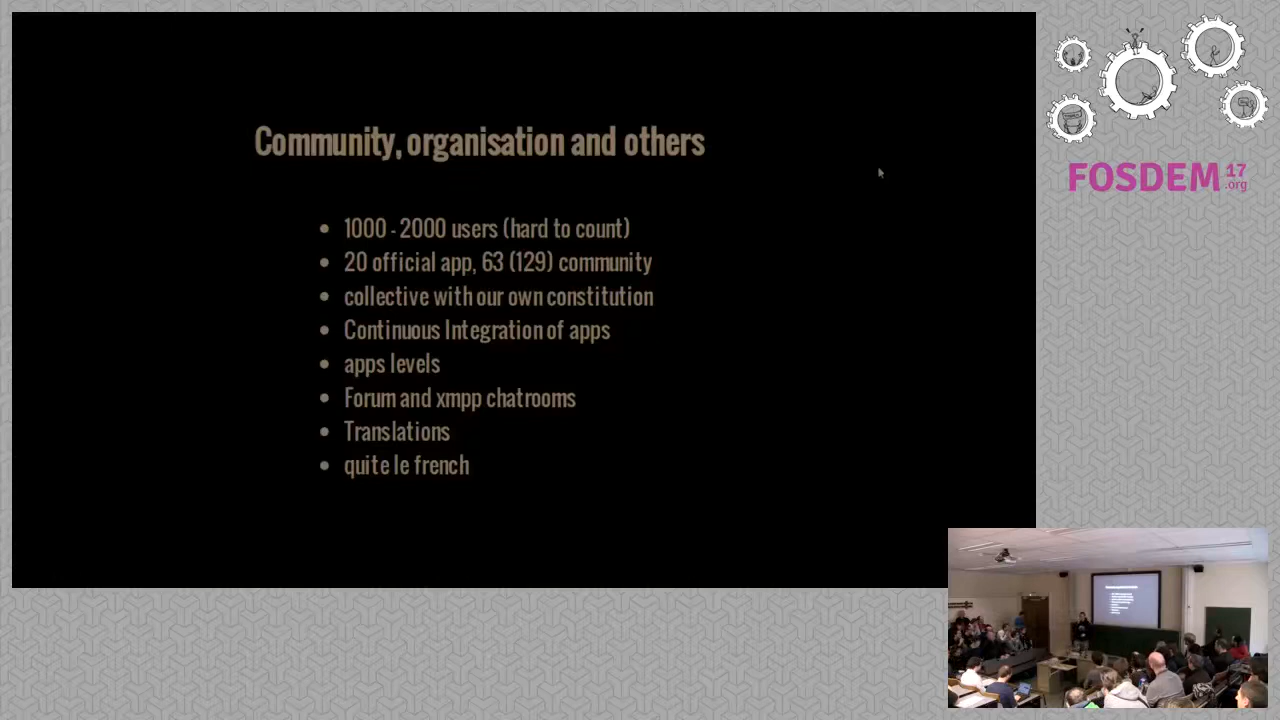 Community, organisation and others
1000 - 2000 users (hard to count)
20 official app, 63 (129) community
collective with our own constitution
Continuous Integration of apps
apps levels
Forum and xmpp chatrooms
Translations
quite le french
FOSDEM 17
.org